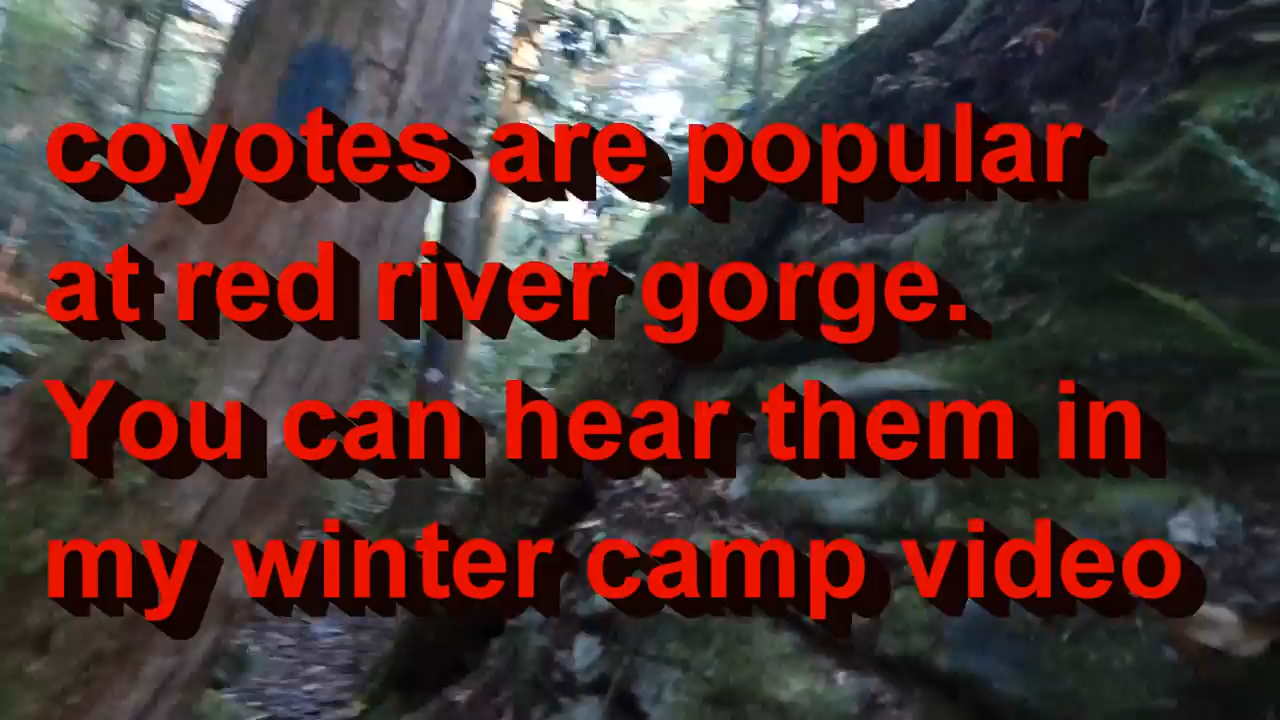 coyotes are popular
at red river gorge.
You can hear them in
my winter camp video